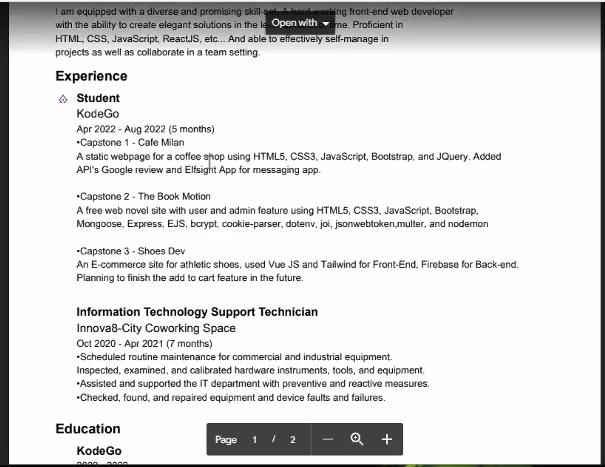 I am equipped with a diverse and promising skill-set. A hard working front-end web developer
with the ability to create elegant solutions in the time. Proficient in
Open with
HTML, CSS, JavaScript, ReactJS, etc... And able to effectively self-manage in
projects as well as collaborate in a team setting.
Experience
Student
KodeGo
Apr 2022 - Aug 2022 (5 months)
•Capstone 1 - Cafe Milan
A static webpage for a coffee shop using HTML5, CSS3, JavaScript, Bootstrap, and JQuery. Added
API's Google review and Elfsight App for messaging app.
•Capstone 2 - The Book Motion
A free web novel site with user and admin feature using HTML5, CSS3, JavaScript, Bootstrap,
Mongoose, Express, EJS, bcrypt, cookie-parser, dotenv, joi, jsonwebtoken,multer, and nodemon
•Capstone 3 - Shoes Dev
An E-commerce site for athletic shoes, used Vue JS and Tailwind for Front-End, Firebase for Back-end.
Planning to finish the add to cart feature in the future.
Information Technology Support Technician
Innova8-City Coworking Space
Oct 2020 - Apr 2021 (7 months)
•Scheduled routine maintenance for commercial and industrial equipment.
Inspected, examined, and calibrated hardware instruments, tools, and equipment.
•Assisted and supported the IT department with preventive and reactive measures.
•Checked, found, and repaired equipment and device faults and failures.
Education
Page 1 / 2
KodeGo